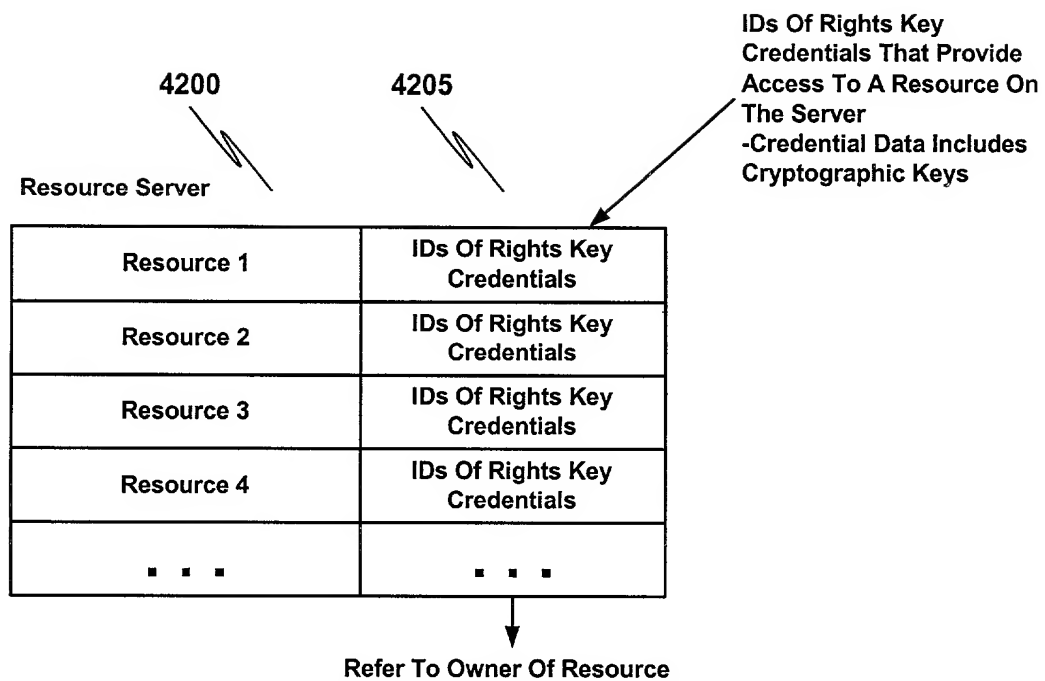 IDs Of Rights Key
Credentials That Provide
Access To A Resource On
The Server
-Credential Data Includes
Cryptographic Keys
4200
4205
Resource Server
Resource 1
IDs Of Rights Key
Credentials
Resource 2
IDs Of Rights Key
Credentials
Resource 3
IDs Of Rights Key
Credentials
Resource 4
IDs Of Rights Key
Credentials
. . .
. . .
Refer To Owner Of Resource